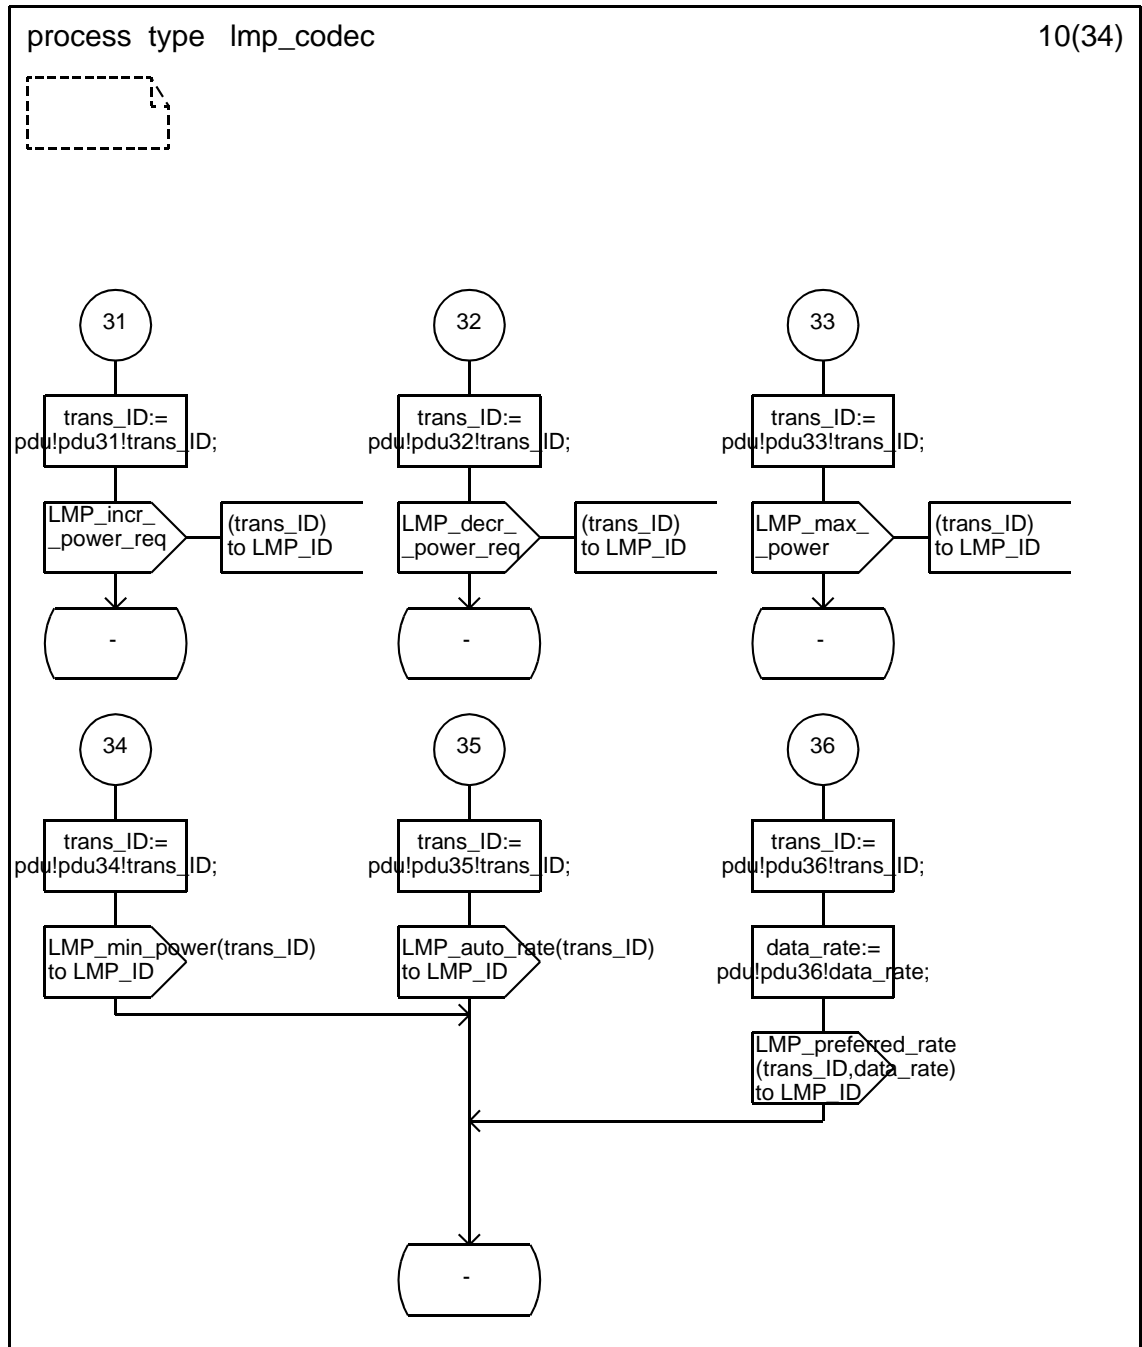 process type lmp_codec
10(34)
31
32
33
trans_ID:=
pdu!pdu31!trans_ID;
trans_ID:=
pdu!pdu32!trans_ID;
trans_ID:=
pdu!pdu33!trans_ID;
LMP_incr_
_power_req
(trans_ID)
to LMP_ID
LMP_decr_
_power_req
(trans_ID)
to LMP_ID
LMP_max_
_power
(trans_ID)
to LMP_ID
-
-
-
34
35
36
trans_ID:=
pdu!pdu34!trans_ID;
trans_ID:=
pdu!pdu35!trans_ID;
trans_ID:=
pdu!pdu36!trans_ID;
LMP_min_power(trans_ID)
to LMP_ID
LMP_auto_rate(trans_ID)
to LMP_ID
data_rate:=
pdu!pdu36!data_rate;
LMP_preferred_rate
(trans_ID,data_rate)
to LMP_ID
-